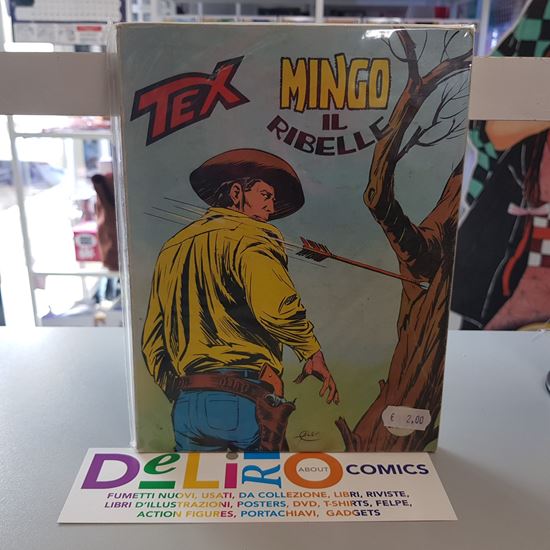 TEX
MINGO
IL
RIBELLE
€ 2,00
DeLiRiO
ABOUT
COMICS
FUMETTI NUOVI, USATI, DA COLLEZIONE, LIBRI, RIVISTE,
LIBRI D'ILLUSTRAZIONI, POSTERS, DVD, T-SHIRTS, FELPE,
ACTION FIGURES, PORTACHIAVI, GADGETS